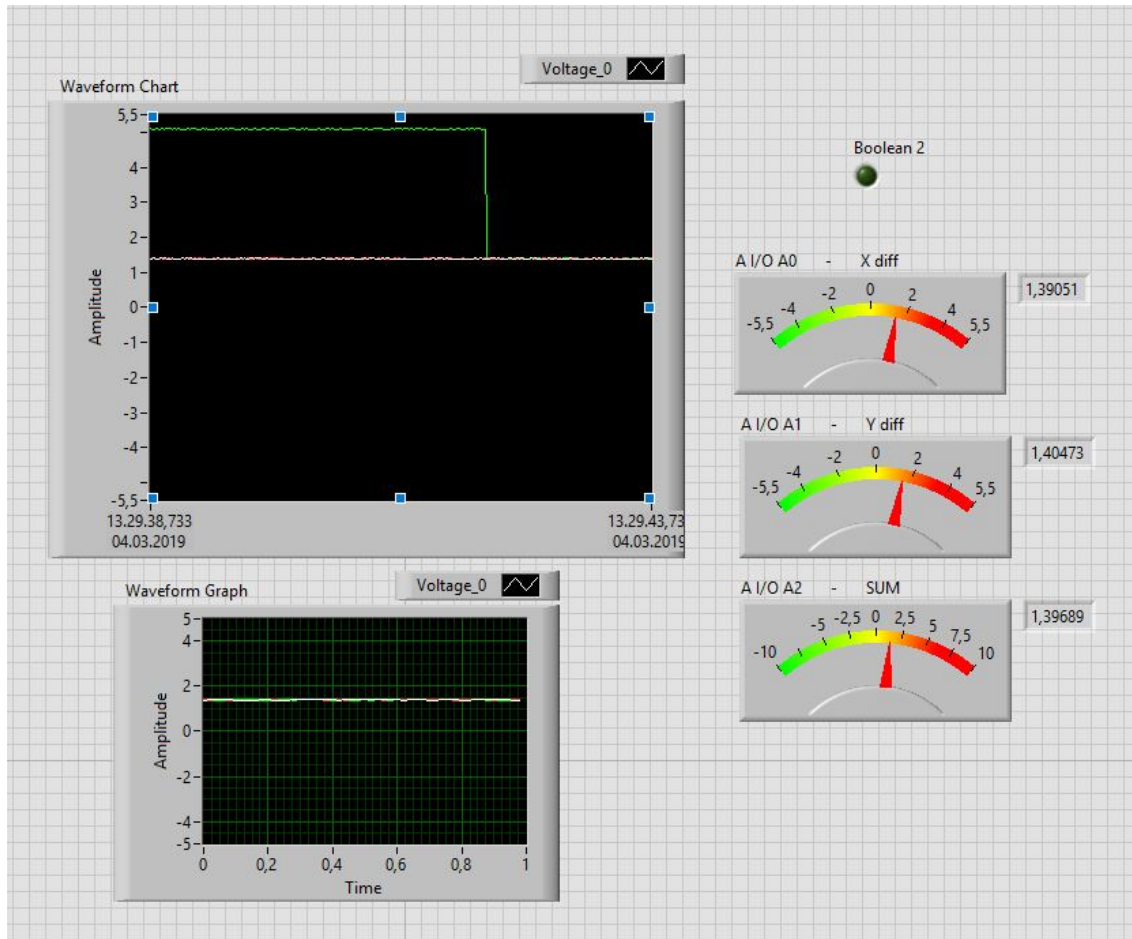 Voltage_0
Waveform Chart
5,5
4
3
2
1
0
-1
-2
-3
-4
-5,5
Amplitude
13.29.38,733
04.03.2019
13.29.43,73
04.03.2019
Boolean 2
A I/O A0 - X diff
-5,5 -4 -2 0 2 4 5,5
1,39051
A I/O A1 - Y diff
-5,5 -4 -2 0 2 4 5,5
1,40473
A I/O A2 - SUM
-10 -5 -2,5 0 2,5 5 7,5 10
1,39689
Voltage_0
Waveform Graph
5
4
2
0
-2
-4
-5
Amplitude
0 0,2 0,4 0,6 0,8 1
Time